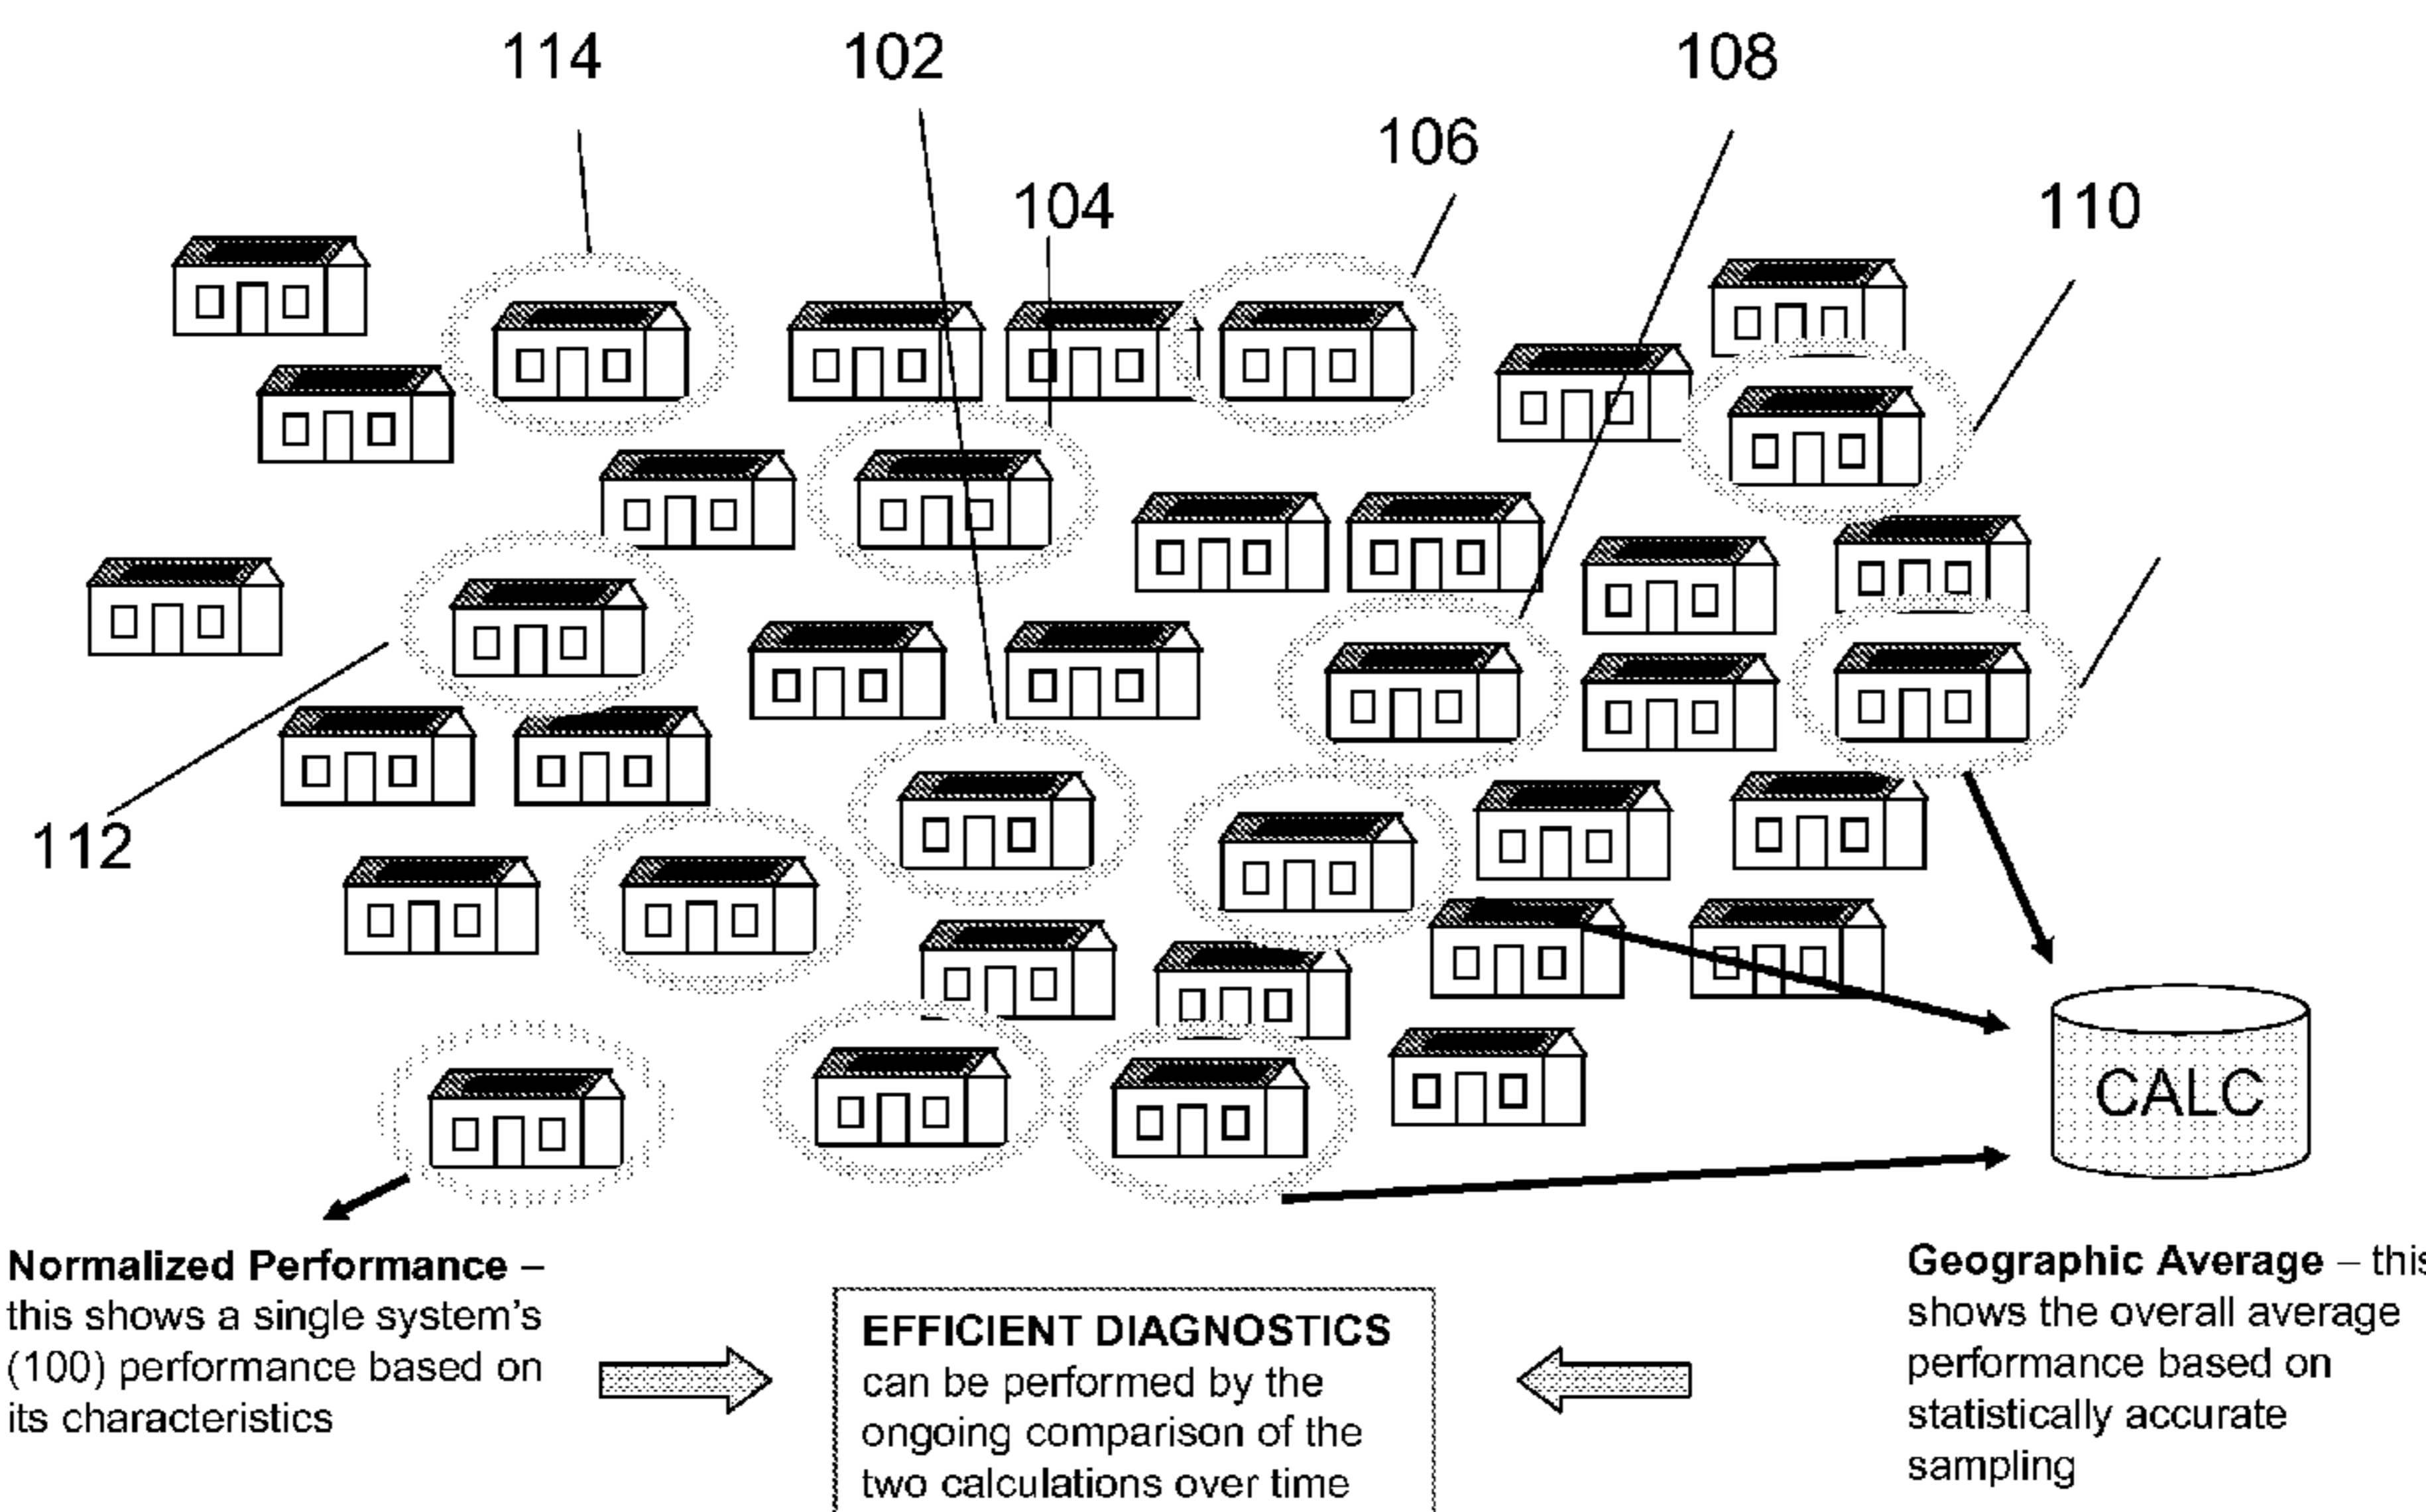 114
102
108
106
104
110
112
CALC
Normalized Performance –
this shows a single system's
(100) performance based on
its characteristics
EFFICIENT DIAGNOSTICS
can be performed by the
ongoing comparison of the
two calculations over time
Geographic Average – this
shows the overall average
performance based on
statistically accurate
sampling